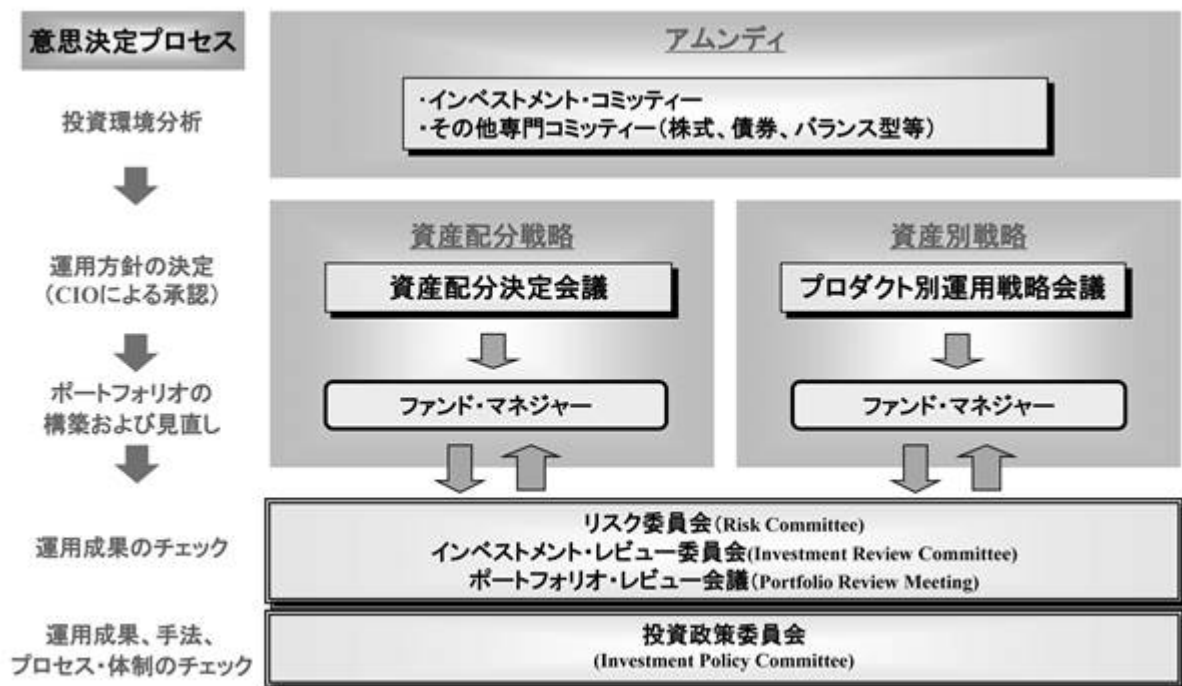 意思決定プロセス
アムンディ
投資環境分析
・インベストメント・コミッティー
・その他専門コミッティー（株式、債券、バランス型等）
資産配分戦略
資産別戦略
運用方針の決定
（CIOによる承認）
資産配分決定会議
プロダクト別運用戦略会議
ポートフォリオの
構築および見直し
ファンド・マネジャー
ファンド・マネジャー
運用成果のチェック
リスク委員会(Risk Committee)
インベストメント・レビュー委員会(Investment Review Committee)
ポートフォリオ・レビュー会議(Portfolio Review Meeting)
運用成果、手法、
プロセス・体制のチェック
投資政策委員会
(Investment Policy Committee)